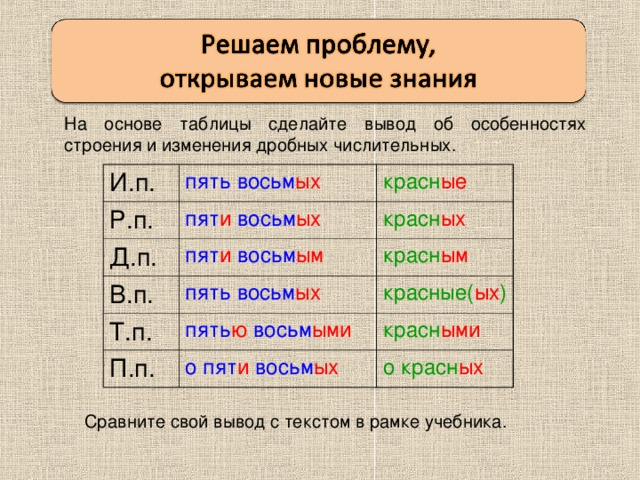 Решаем проблему,
открываем новые знания
На основе таблицы сделайте вывод об особенностях
строения и изменения дробных числительных.
И.п. пять восьмых красные
Р.п. пяти восьмых красных
Д.п. пяти восьмым красным
В.п. пять восьмых красные(ых)
Т.п. пятью восьмыми красными
П.п. о пяти восьмых о красных
Сравните свой вывод с текстом в рамке учебника.